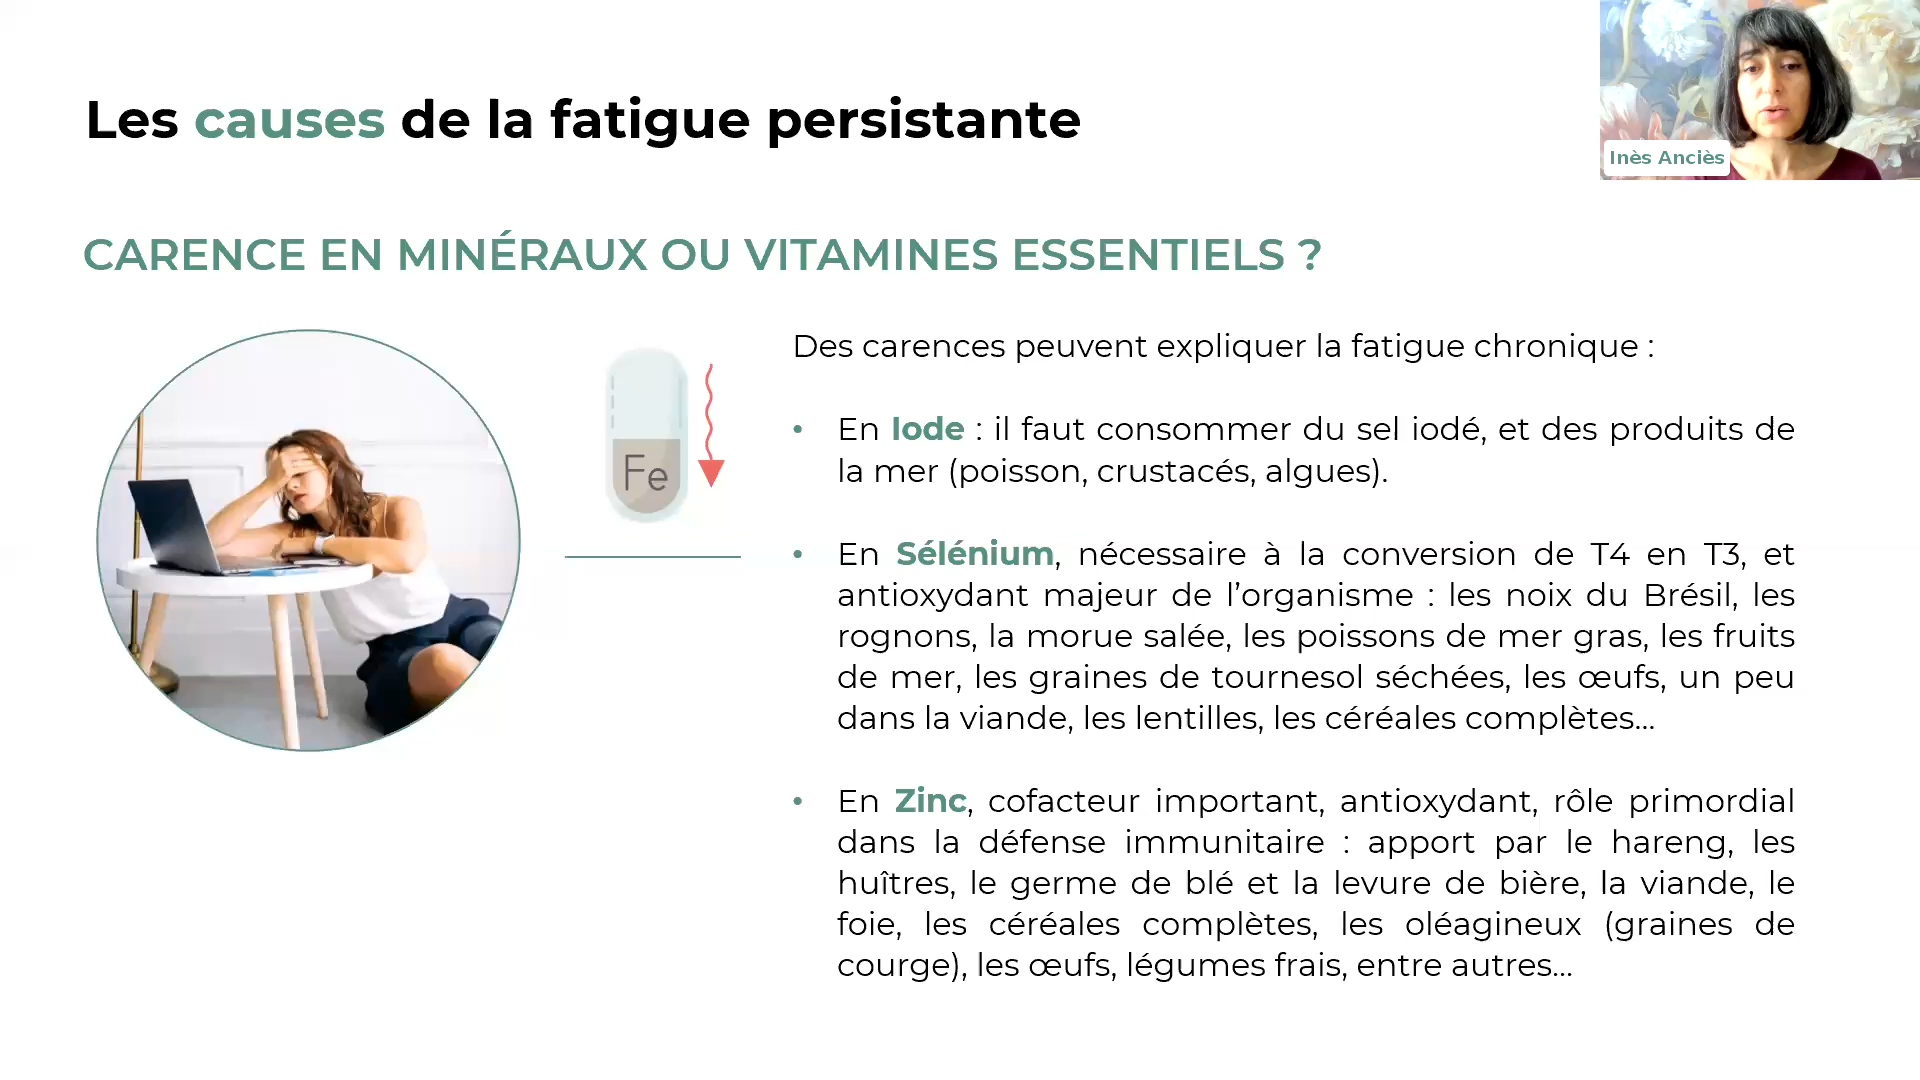 Les causes de la fatigue persistante
Inès Anciès
CARENCE EN MINÉRAUX OU VITAMINES ESSENTIELS ?
Fe
Des carences peuvent expliquer la fatigue chronique :
• En Iode : il faut consommer du sel iodé, et des produits de
la mer (poisson, crustacés, algues).
• En Sélénium, nécessaire à la conversion de T4 en T3, et
antioxydant majeur de l’organisme : les noix du Brésil, les
rognons, la morue salée, les poissons de mer gras, les fruits
de mer, les graines de tournesol séchées, les œufs, un peu
dans la viande, les lentilles, les céréales complètes...
• En Zinc, cofacteur important, antioxydant, rôle primordial
dans la défense immunitaire : apport par le hareng, les
huîtres, le germe de blé et la levure de bière, la viande, le
foie, les céréales complètes, les oléagineux (graines de
courge), les œufs, légumes frais, entre autres...